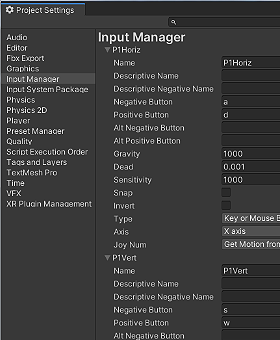 Project Settings
Audio
Editor
Fbx Export
Graphics
Input Manager
Input System Package
Physics
Physics 2D
Player
Preset Manager
Quality
Script Execution Order
Tags and Layers
TextMesh Pro
Time
VFX
XR Plugin Management
Input Manager
P1Horiz
Name P1Horiz
Descriptive Name
Descriptive Negative Name
Negative Button a
Positive Button d
Alt Negative Button
Alt Positive Button
Gravity 1000
Dead 0.001
Sensitivity 1000
Snap
Invert
Type Key or Mouse B
Axis X axis
Joy Num Get Motion from
P1Vert
Name P1Vert
Descriptive Name
Descriptive Negative Name
Negative Button s
Positive Button w
Alt Negative Button